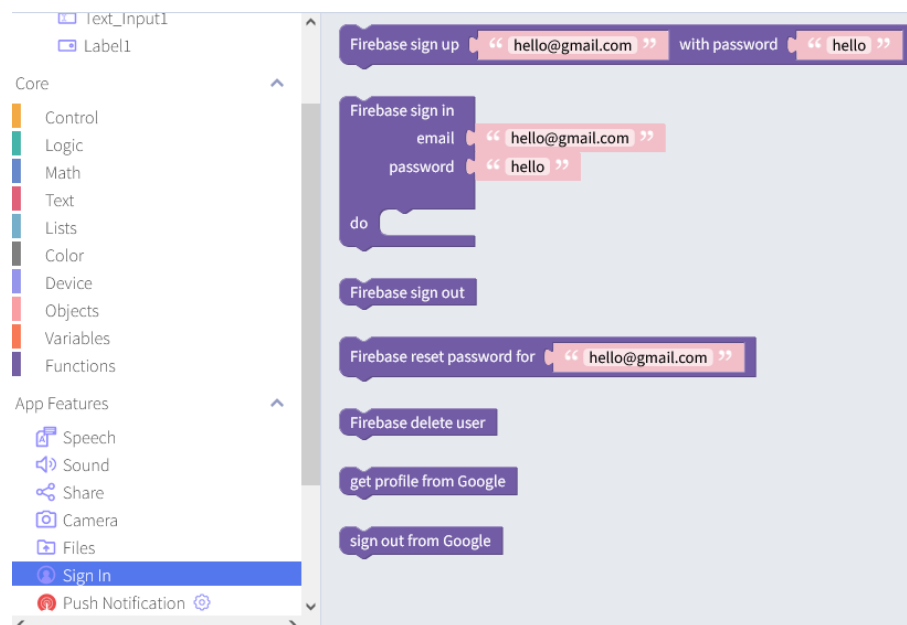 Text_Input1
Label1
Core
Control
Logic
Math
Text
Lists
Color
Device
Objects
Variables
Functions
App Features
Speech
Sound
Share
Camera
Files
Sign In
Push Notification
Firebase sign up “ hello@gmail.com ” with password “ hello ”
Firebase sign in
email “ hello@gmail.com ”
password “ hello ”
do
Firebase sign out
Firebase reset password for “ hello@gmail.com ”
Firebase delete user
get profile from Google
sign out from Google